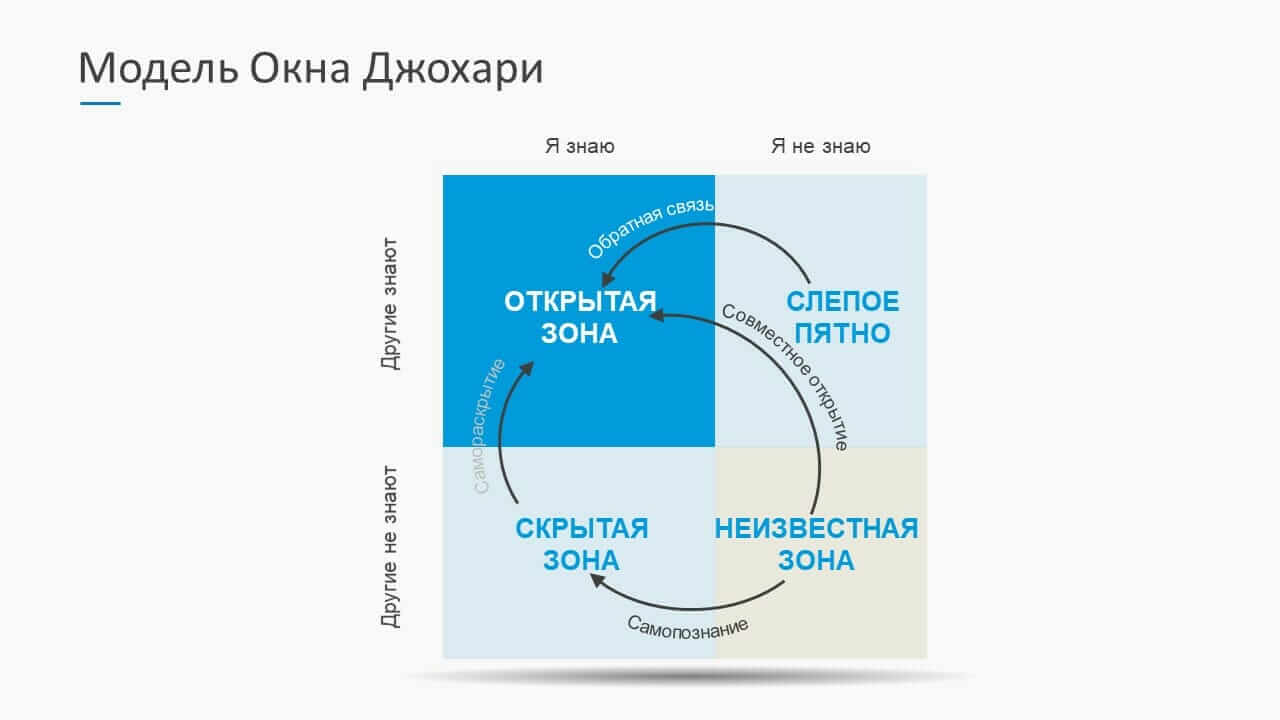 Модель Окна Джохари
Я знаю
Я не знаю
Другие знают
Обратная связь
ОТКРЫТАЯ
ЗОНА
СЛЕПОЕ
ПЯТНО
Совместное открытие
Самораскрытие
Другие не знают
СКРЫТАЯ
ЗОНА
НЕИЗВЕСТНАЯ
ЗОНА
Самопознание